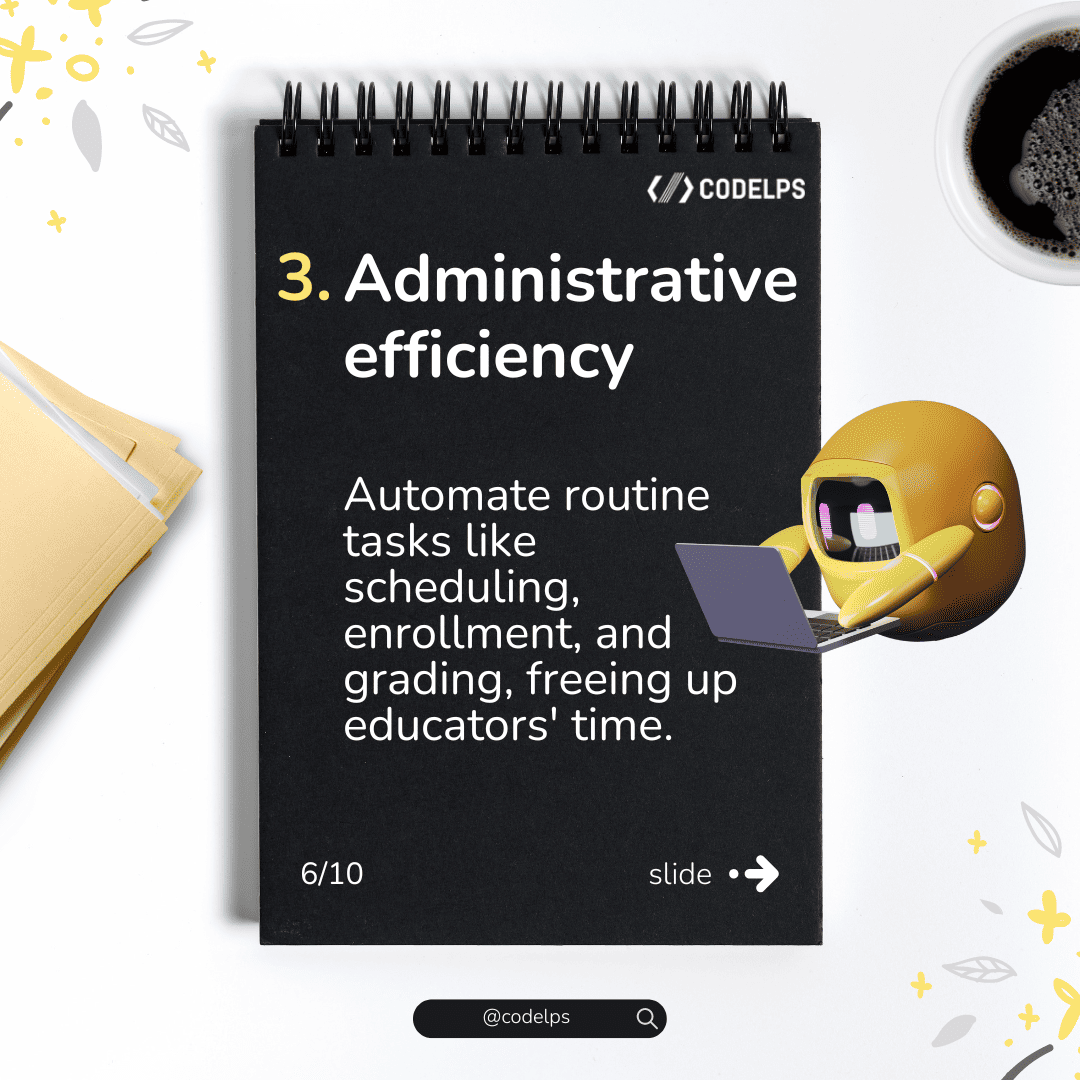 CODELPS
3. Administrative
efficiency
Automate routine
tasks like
scheduling,
enrollment, and
grading, freeing up
educators' time.
6/10
slide
@codelps